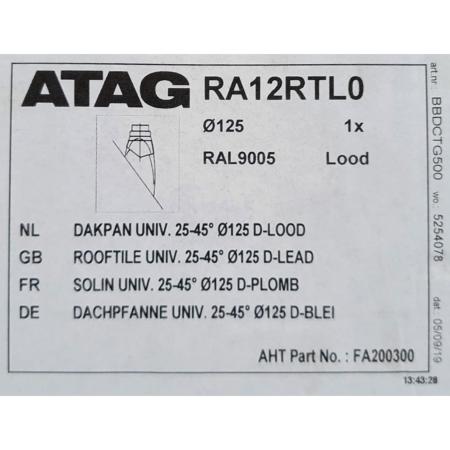 ATAG RA12RTL0
Ø125 1x
RAL9005 Lood
NL DAKPAN UNIV. 25-45° Ø125 D-LOOD
GB ROOFTILE UNIV. 25-45° Ø125 D-LEAD
FR SOLIN UNIV. 25-45° Ø125 D-PLOMB
DE DACHPFANNE UNIV. 25-45° Ø125 D-BLEI
AHT Part No. : FA200300
13:43:28
art.nr: BBDCTG500 wo.: 5254078 dat.: 05/09/19